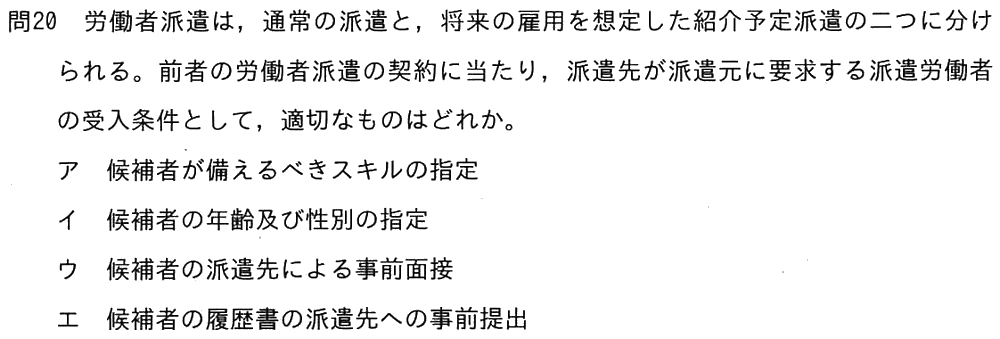 問20　労働者派遣は，通常の派遣と，将来の雇用を想定した紹介予定派遣の二つに分け
られる。前者の労働者派遣の契約に当たり，派遣先が派遣元に要求する派遣労働者
の受入条件として，適切なものはどれか。
ア　候補者が備えるべきスキルの指定
イ　候補者の年齢及び性別の指定
ウ　候補者の派遣先による事前面接
エ　候補者の履歴書の派遣先への事前提出